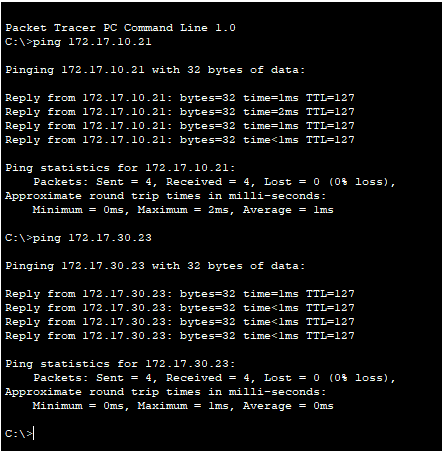 Packet Tracer PC Command Line 1.0
C:\>ping 172.17.10.21
Pinging 172.17.10.21 with 32 bytes of data:
Reply from 172.17.10.21: bytes=32 time=1ms TTL=127
Reply from 172.17.10.21: bytes=32 time=2ms TTL=127
Reply from 172.17.10.21: bytes=32 time=1ms TTL=127
Reply from 172.17.10.21: bytes=32 time<1ms TTL=127
Ping statistics for 172.17.10.21:
Packets: Sent = 4, Received = 4, Lost = 0 (0% loss),
Approximate round trip times in milli-seconds:
Minimum = 0ms, Maximum = 2ms, Average = 1ms
C:\>ping 172.17.30.23
Pinging 172.17.30.23 with 32 bytes of data:
Reply from 172.17.30.23: bytes=32 time=1ms TTL=127
Reply from 172.17.30.23: bytes=32 time<1ms TTL=127
Reply from 172.17.30.23: bytes=32 time<1ms TTL=127
Reply from 172.17.30.23: bytes=32 time<1ms TTL=127
Ping statistics for 172.17.30.23:
Packets: Sent = 4, Received = 4, Lost = 0 (0% loss),
Approximate round trip times in milli-seconds:
Minimum = 0ms, Maximum = 1ms, Average = 0ms
C:\>